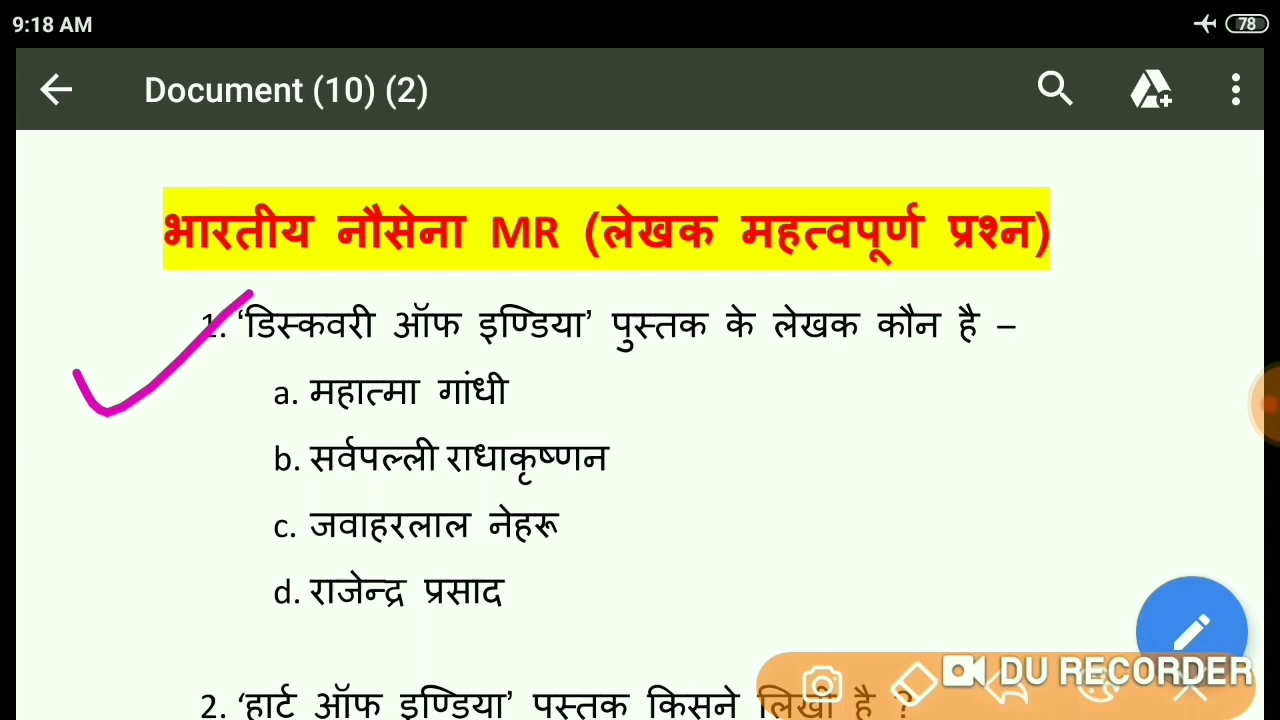 9:18 AM
78
Document (10) (2)
भारतीय नौसेना MR (लेखक महत्वपूर्ण प्रश्न)
1. ‘डिस्कवरी ऑफ इण्डिया’ पुस्तक के लेखक कौन है –
a. महात्मा गांधी
b. सर्वपल्ली राधाकृष्णन
c. जवाहरलाल नेहरू
d. राजेन्द्र प्रसाद
DU RECORDER
2. ‘हार्ट ऑफ इण्डिया’ पुस्तक किसने लिखी है ?